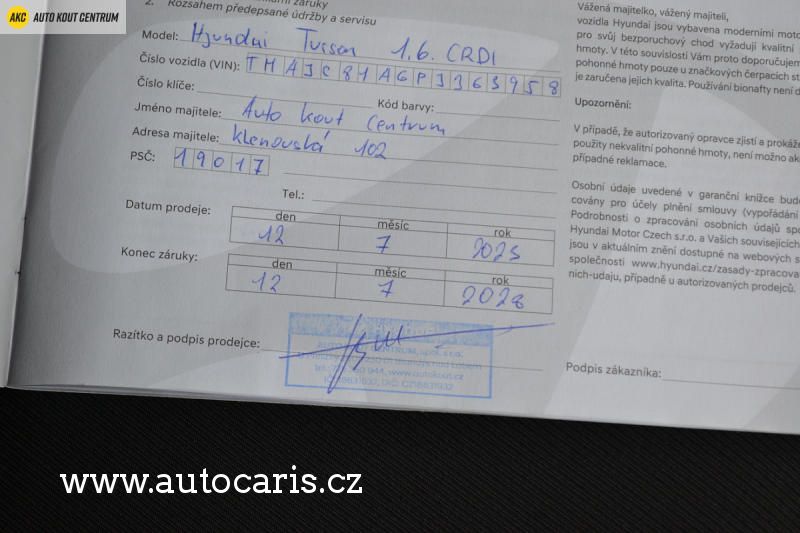 AKC AUTO KOUT CENTRUM
2. Rozsahem předepsané údržby a servisu
Model: Hyundai Tucson 1.6. CRDI
Číslo vozidla (VIN): TMAJC81AGPJ363958
Číslo klíče:
Kód barvy:
Jméno majitele: Auto Kout Centrum
Adresa majitele: Klenovská 102
PSČ: 19017
Tel.:
Datum prodeje:
den měsíc rok
12 7 2023
Konec záruky:
den měsíc rok
12 7 2028
Razítko a podpis prodejce:
www.autokout.cz
Vážená majitelko, vážený majiteli,
vozidla Hyundai jsou vybavena moderními
pro svůj bezporuchový chod vyžadují kvalitní
hmoty. V této souvislosti Vám proto doporučujem
pohonné hmoty pouze u značkových čerpacích
je zaručena jejich kvalita. Používání bionafty není
Upozornění:
V případě, že autorizovaný opravce zjistí a prokáže
použity nekvalitní pohonné hmoty, není možno
případné reklamace.
Osobní údaje uvedené v garanční knížce
covány pro účely plnění smlouvy (vypořádání
Podrobnosti o zpracování osobních údajů
Hyundai Motor Czech s.r.o. a Vašich souvisejících
jsou v aktuálním znění dostupné na webových
společnosti www.hyundai.cz/zasady-zpracova
nich-udaju, případně u autorizovaných prodejců.
Podpis zákazníka:
www.autocaris.cz